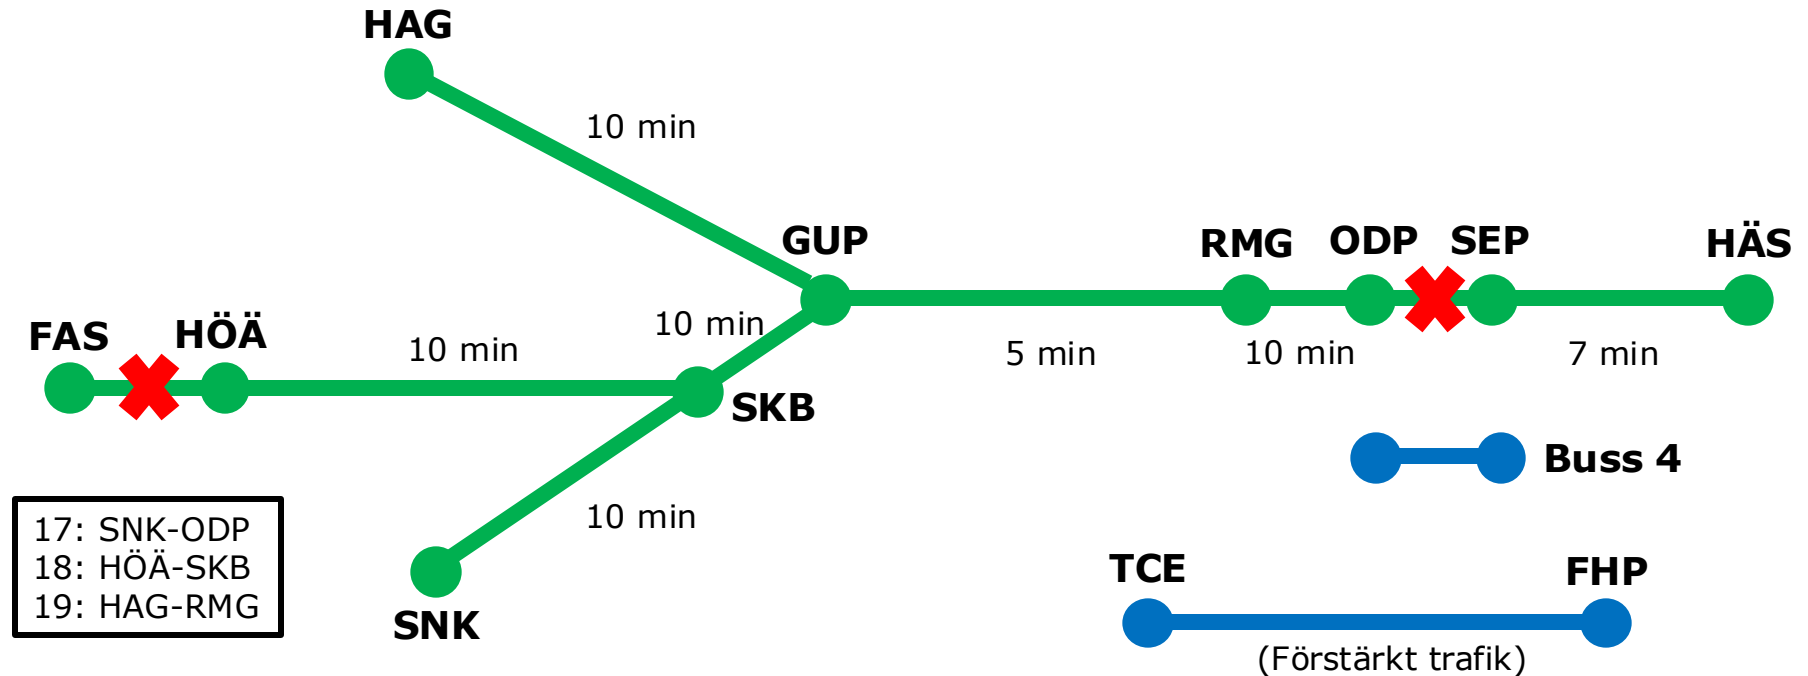 HAG
10 min
GUP
RMG
ODP
SEP
HÄS
FAS
HÖÄ
10 min
10 min
5 min
10 min
7 min
SKB
Buss 4
17: SNK-ODP
18: HÖÄ-SKB
19: HAG-RMG
10 min
SNK
TCE
FHP
(Förstärkt trafik)